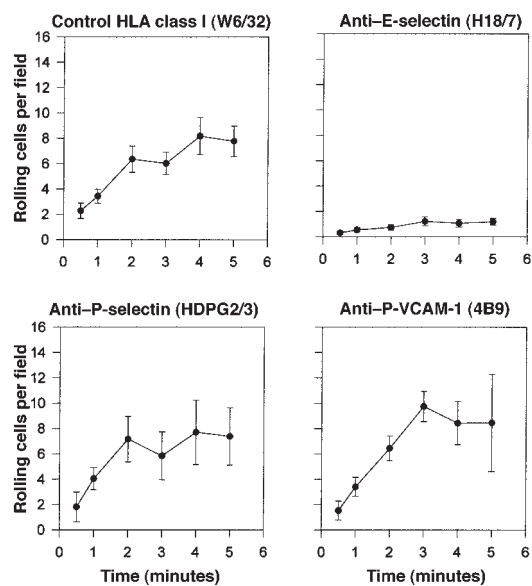 Control HLA class I (W6/32)
Anti–E-selectin (H18/7)
Rolling cells per field
16
14
12
10
8
6
4
2
0
0 1 2 3 4 5 6
0 1 2 3 4 5 6
Anti–P-selectin (HDPG2/3)
Anti–P-VCAM-1 (4B9)
Rolling cells per field
16
14
12
10
8
6
4
2
0
0 1 2 3 4 5 6
0 1 2 3 4 5 6
Time (minutes)
Time (minutes)